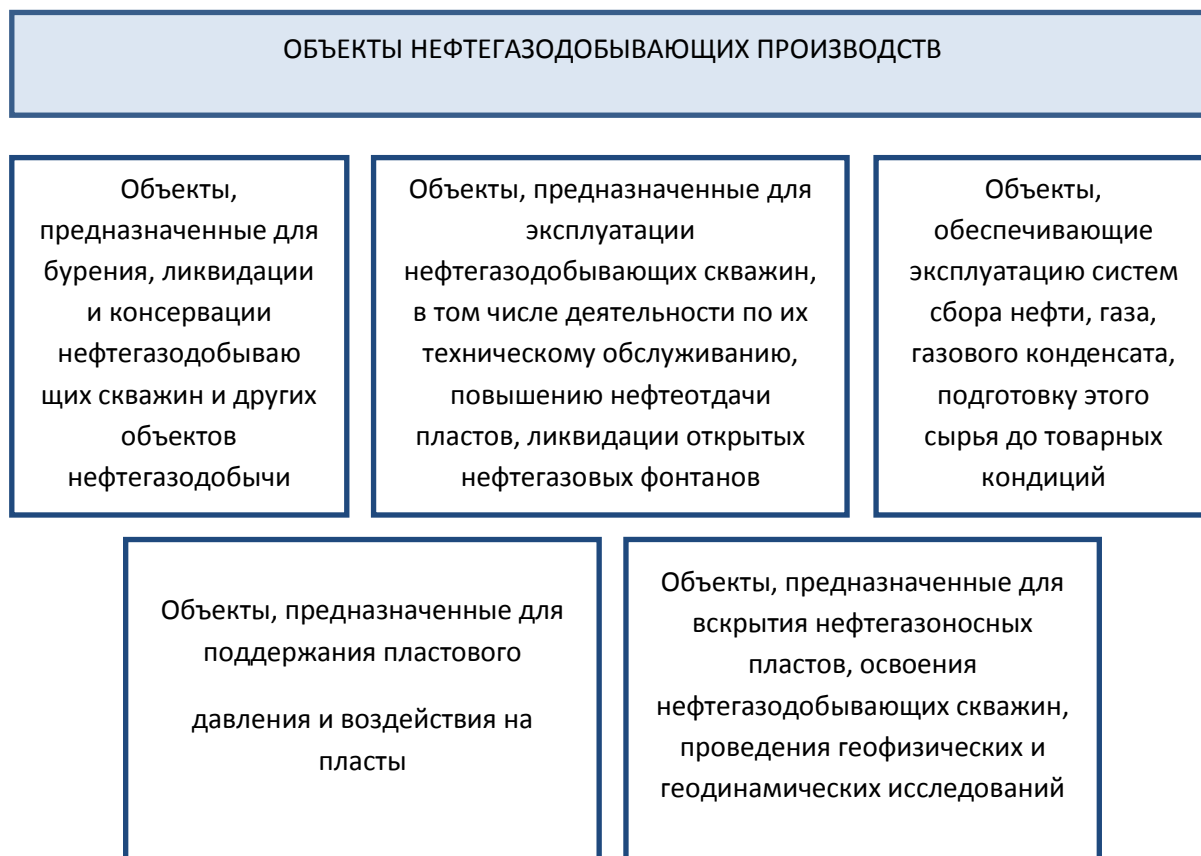 ОБЪЕКТЫ НЕФТЕГАЗОДОБЫВАЮЩИХ ПРОИЗВОДСТВ
Объекты,
предназначенные для
бурения, ликвидации
и консервации
нефтегазодобываю
щих скважин и других
объектов
нефтегазодобычи
Объекты, предназначенные для
эксплуатации
нефтегазодобывающих скважин,
в том числе деятельности по их
техническому обслуживанию,
повышению нефтеотдачи
пластов, ликвидации открытых
нефтегазовых фонтанов
Объекты,
обеспечивающие
эксплуатацию систем
сбора нефти, газа,
газового конденсата,
подготовку этого
сырья до товарных
кондиций
Объекты, предназначенные для
поддержания пластового
давления и воздействия на
пласты
Объекты, предназначенные для
вскрытия нефтегазоносных
пластов, освоения
нефтегазодобывающих скважин,
проведения геофизических и
геодинамических исследований